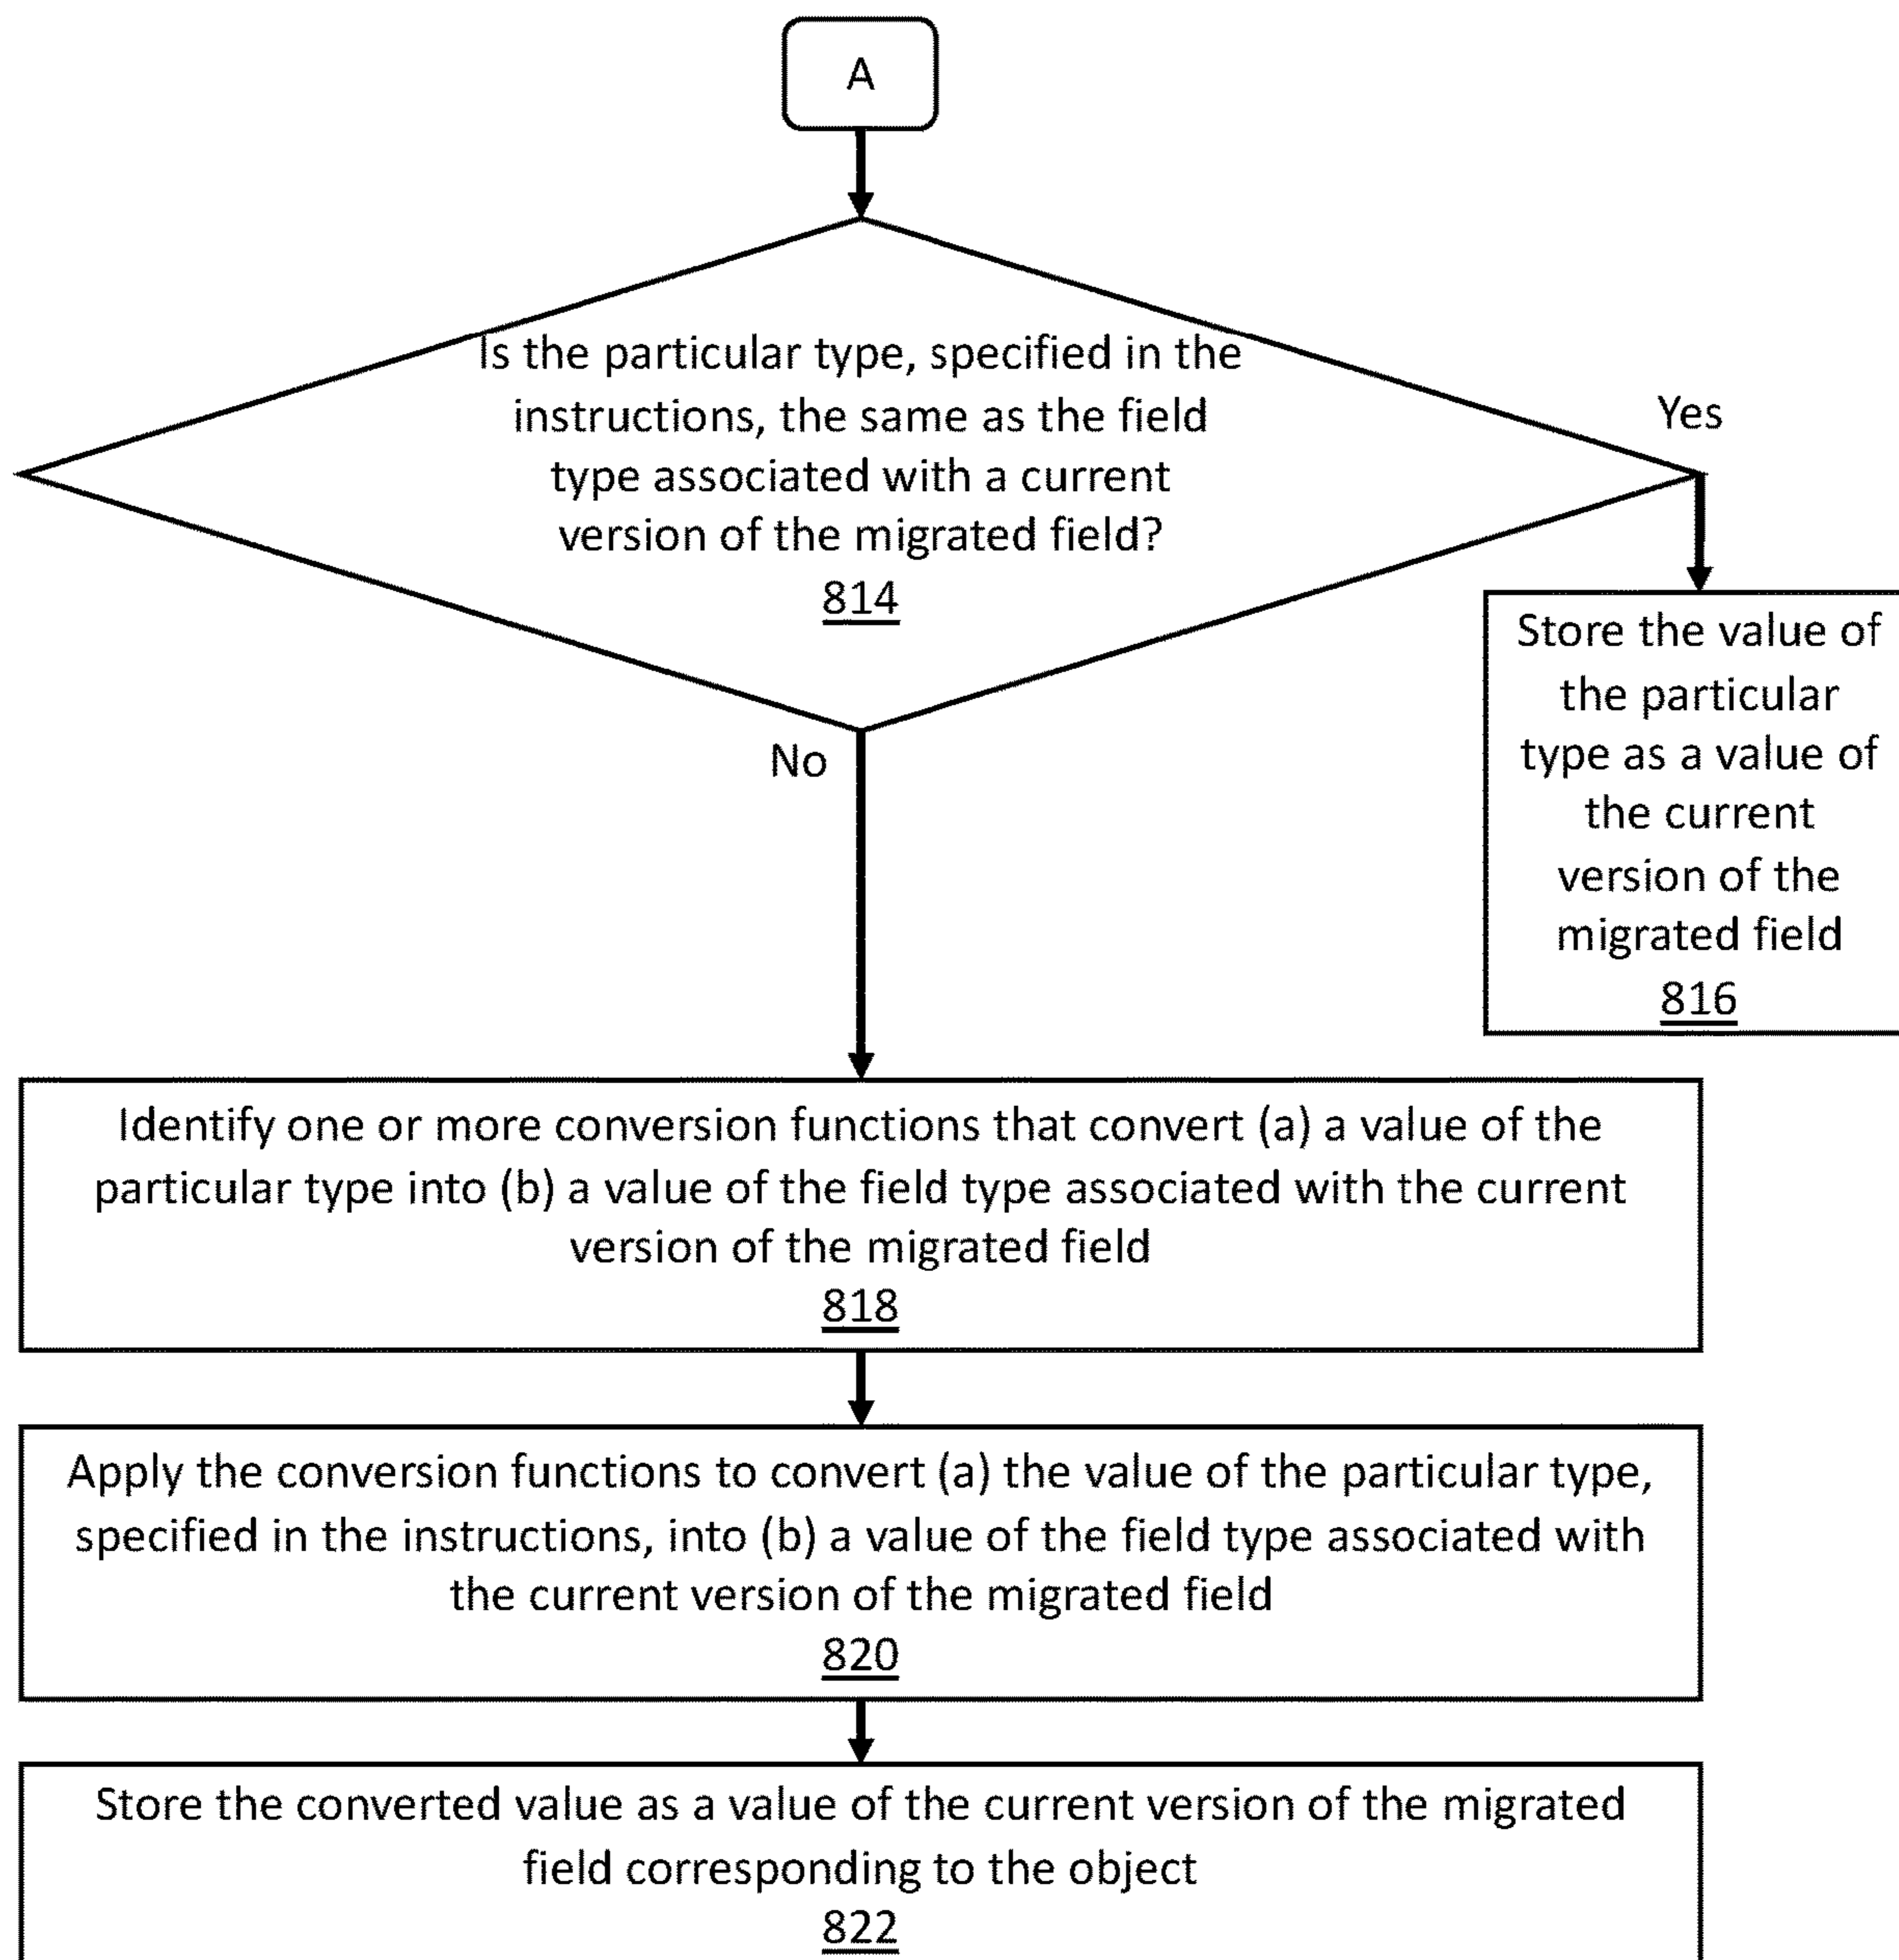 A
Is the particular type, specified in the
instructions, the same as the field
type associated with a current
version of the migrated field?
814
Yes
Store the value of
the particular
type as a value of
the current
version of the
migrated field
816
No
Identify one or more conversion functions that convert (a) a value of the
particular type into (b) a value of the field type associated with the current
version of the migrated field
818
Apply the conversion functions to convert (a) the value of the particular type,
specified in the instructions, into (b) a value of the field type associated with
the current version of the migrated field
820
Store the converted value as a value of the current version of the migrated
field corresponding to the object
822